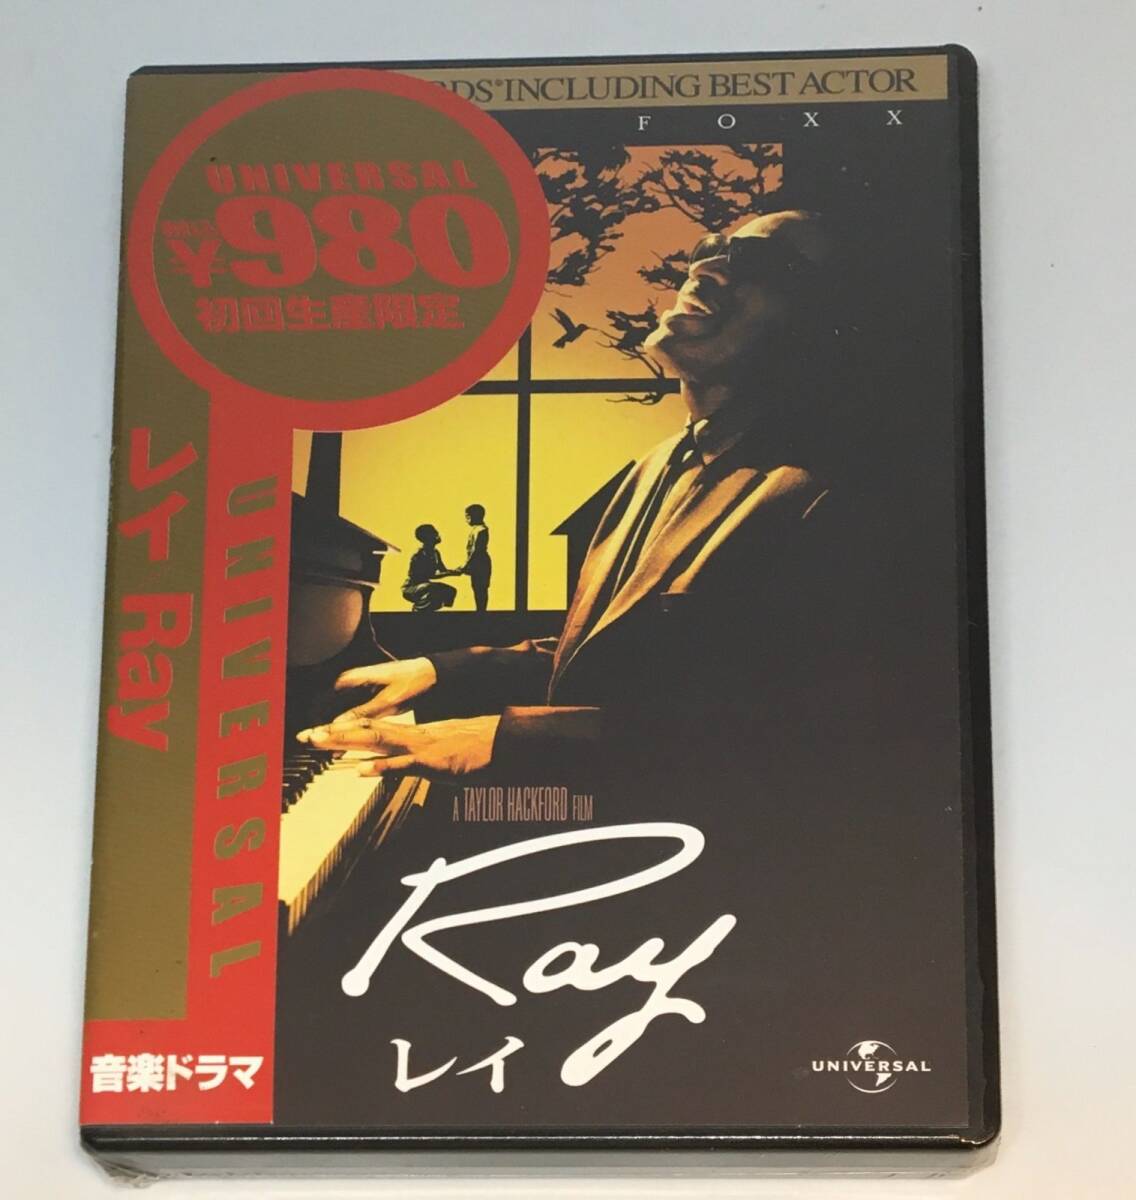 RDS® INCLUDING BEST ACTOR
FOXX
UNIVERSAL
¥980
初回生産限定
レイ Ray
UNIVERSAL
A TAYLOR HACKFORD FILM
Ray
レイ
音楽ドラマ
UNIVERSAL